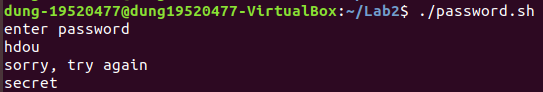 dung-19520477@dung19520477-VirtualBox:~/Lab2$ ./password.sh
enter password
hdou
sorry, try again
secret